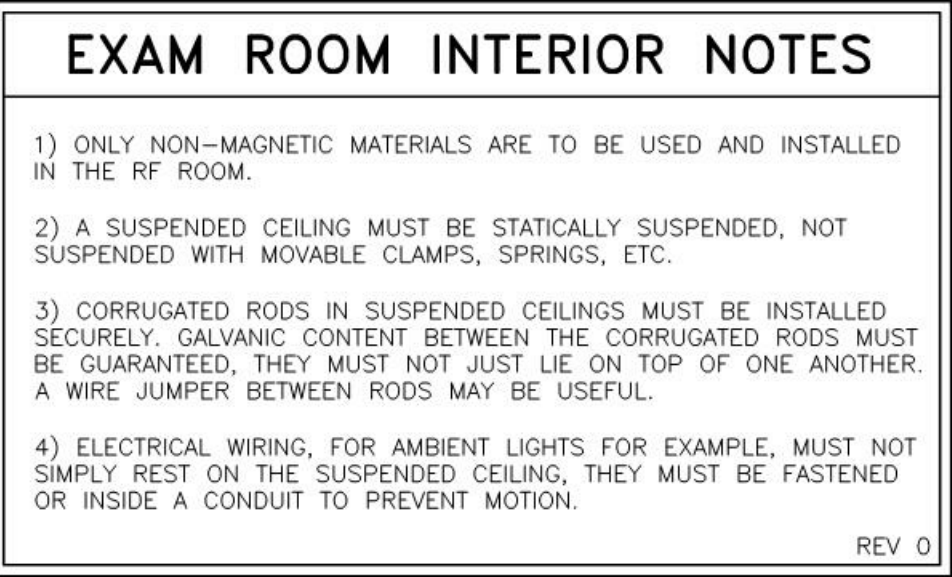 EXAM ROOM INTERIOR NOTES
1) ONLY NON-MAGNETIC MATERIALS ARE TO BE USED AND INSTALLED
IN THE RF ROOM.
2) A SUSPENDED CEILING MUST BE STATICALLY SUSPENDED, NOT
SUSPENDED WITH MOVABLE CLAMPS, SPRINGS, ETC.
3) CORRUGATED RODS IN SUSPENDED CEILINGS MUST BE INSTALLED
SECURELY. GALVANIC CONTENT BETWEEN THE CORRUGATED RODS MUST
BE GUARANTEED, THEY MUST NOT JUST LIE ON TOP OF ONE ANOTHER.
A WIRE JUMPER BETWEEN RODS MAY BE USEFUL.
4) ELECTRICAL WIRING, FOR AMBIENT LIGHTS FOR EXAMPLE, MUST NOT
SIMPLY REST ON THE SUSPENDED CEILING, THEY MUST BE FASTENED
OR INSIDE A CONDUIT TO PREVENT MOTION.
REV 0